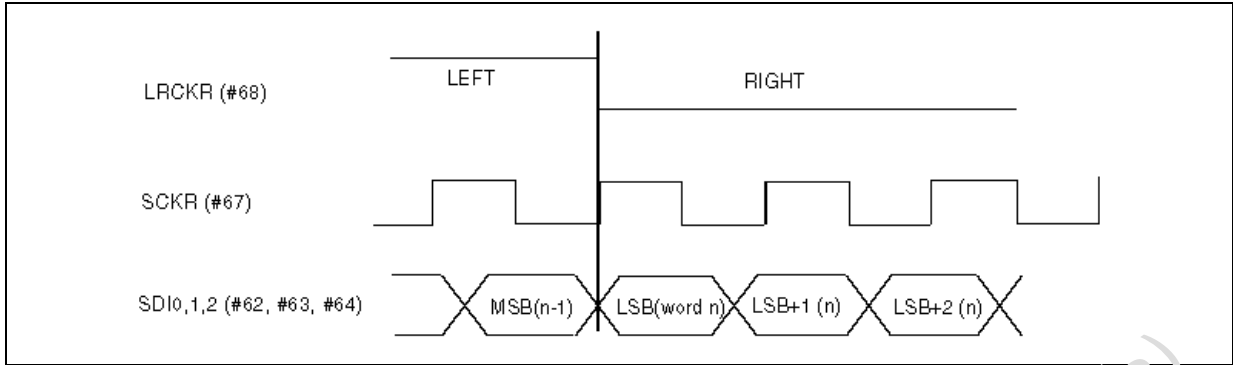 LRCKR (#68)
LEFT
RIGHT
SCKR (#67)
SDI0,1,2 (#62, #63, #64)
MSB(n-1)
LSB(word n)
LSB+1 (n)
LSB+2 (n)